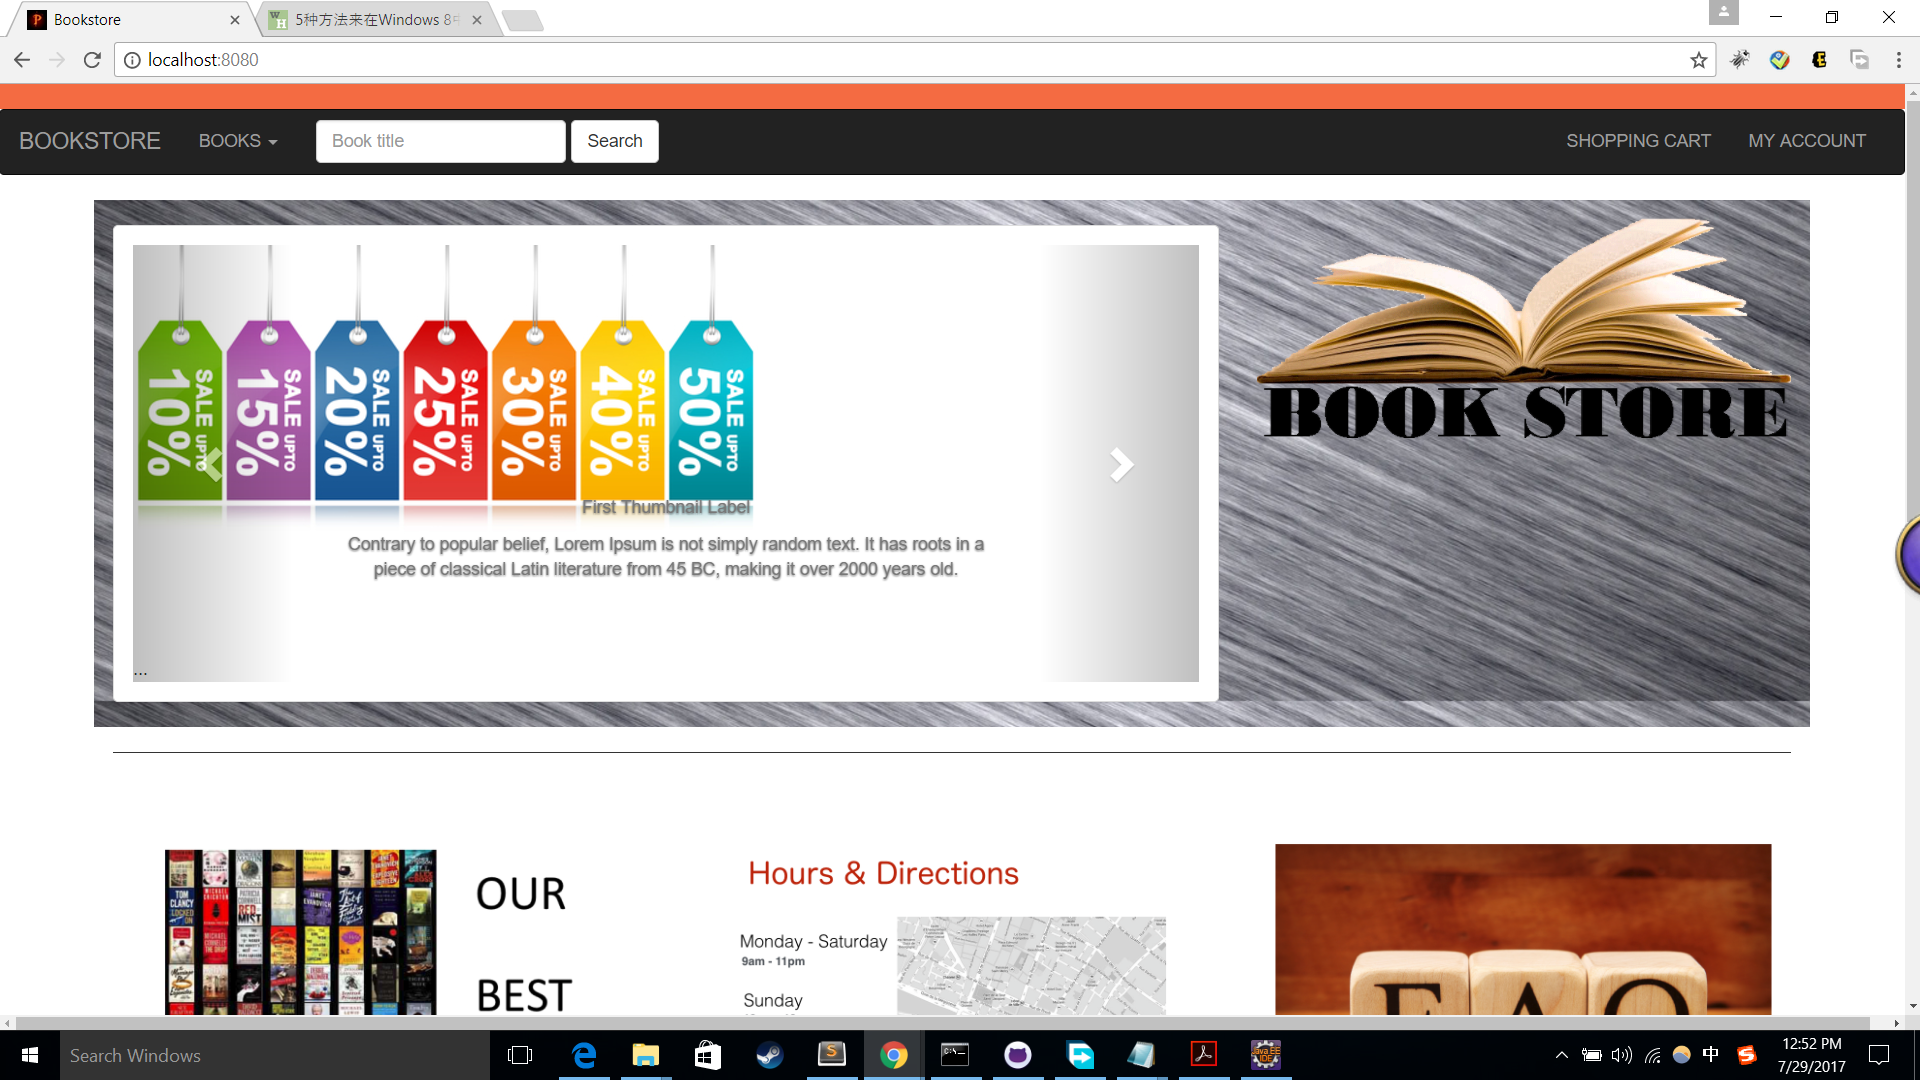 Bookstore
5种方法来在Windows 8
localhost:8080
BOOKSTORE
BOOKS
Book title
Search
SHOPPING CART
MY ACCOUNT
SALE UPTO 10%
SALE UPTO 15%
SALE UPTO 20%
SALE UPTO 25%
SALE UPTO 30%
SALE UPTO 40%
SALE UPTO 50%
First Thumbnail Label
Contrary to popular belief, Lorem Ipsum is not simply random text. It has roots in a
piece of classical Latin literature from 45 BC, making it over 2000 years old.
...
BOOK STORE
OUR
BEST
Hours & Directions
Monday - Saturday
9am - 11pm
Sunday
FAQ
Search Windows
中
12:52 PM
7/29/2017